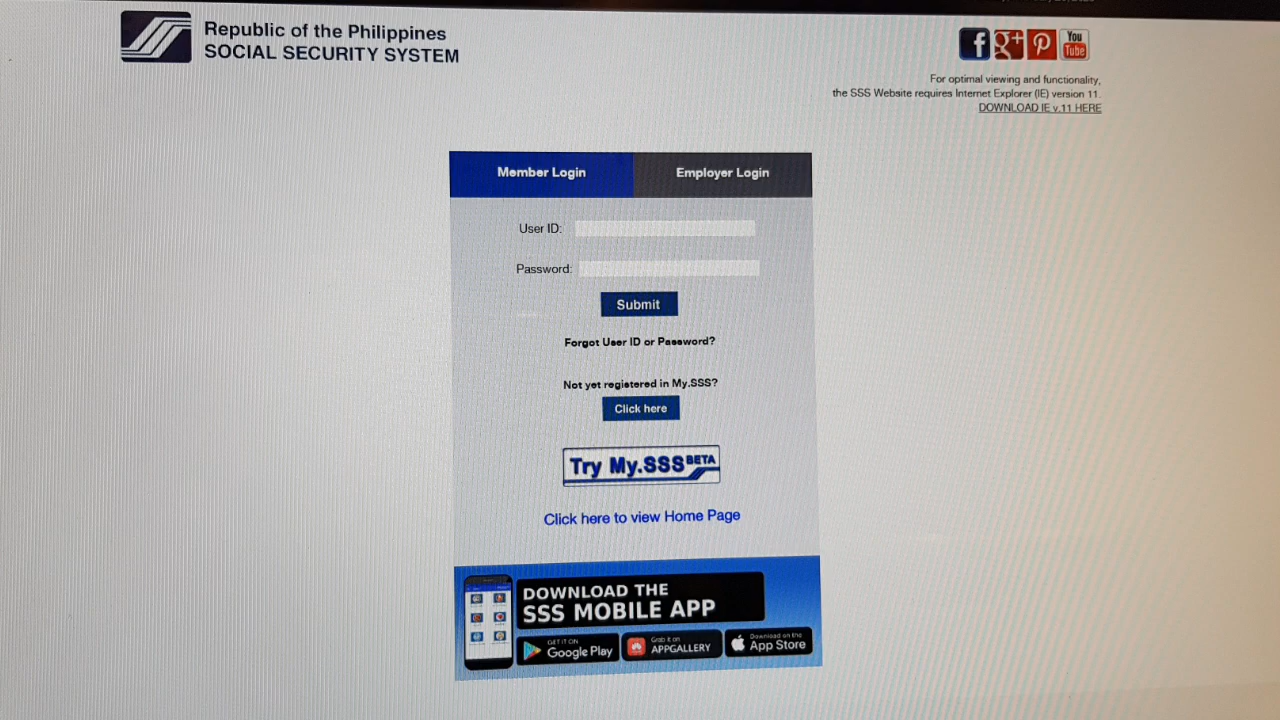 Republic of the Philippines
SOCIAL SECURITY SYSTEM
f g+ P You Tube
For optimal viewing and functionality,
the SSS Website requires Internet Explorer (IE) version 11.
DOWNLOAD IE v.11 HERE
Member Login Employer Login
User ID:
Password:
Submit
Forgot User ID or Password?
Not yet registered in My.SSS?
Click here
Try My.SSS BETA
Click here to view Home Page
DOWNLOAD THE
SSS MOBILE APP
GET IT ON Google Play
Grab it on APPGALLERY
Download on the App Store